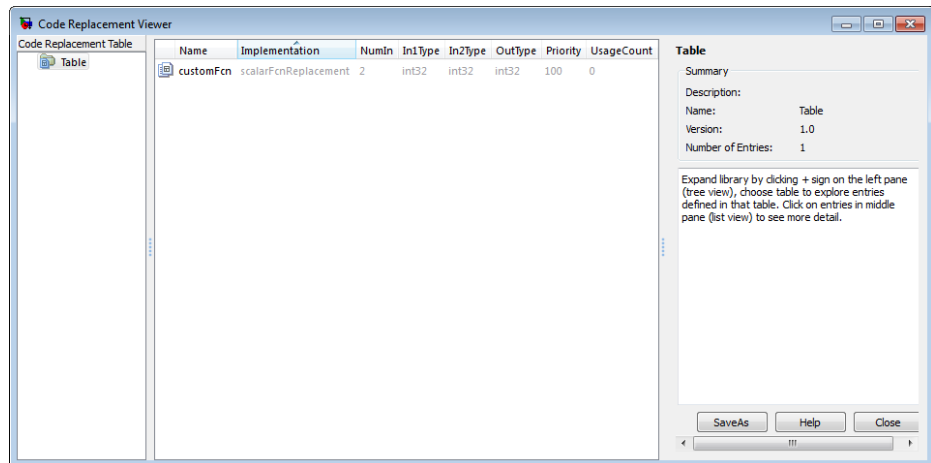 Code Replacement Viewer
Code Replacement Table
Table
Name Implementation NumIn In1Type In2Type OutType Priority UsageCount
customFcn scalarFcnReplacement 2 int32 int32 int32 100 0
Table
Summary
Description:
Name: Table
Version: 1.0
Number of Entries: 1
Expand library by clicking + sign on the left pane
(tree view), choose table to explore entries
defined in that table. Click on entries in middle
pane (list view) to see more detail.
SaveAs Help Close